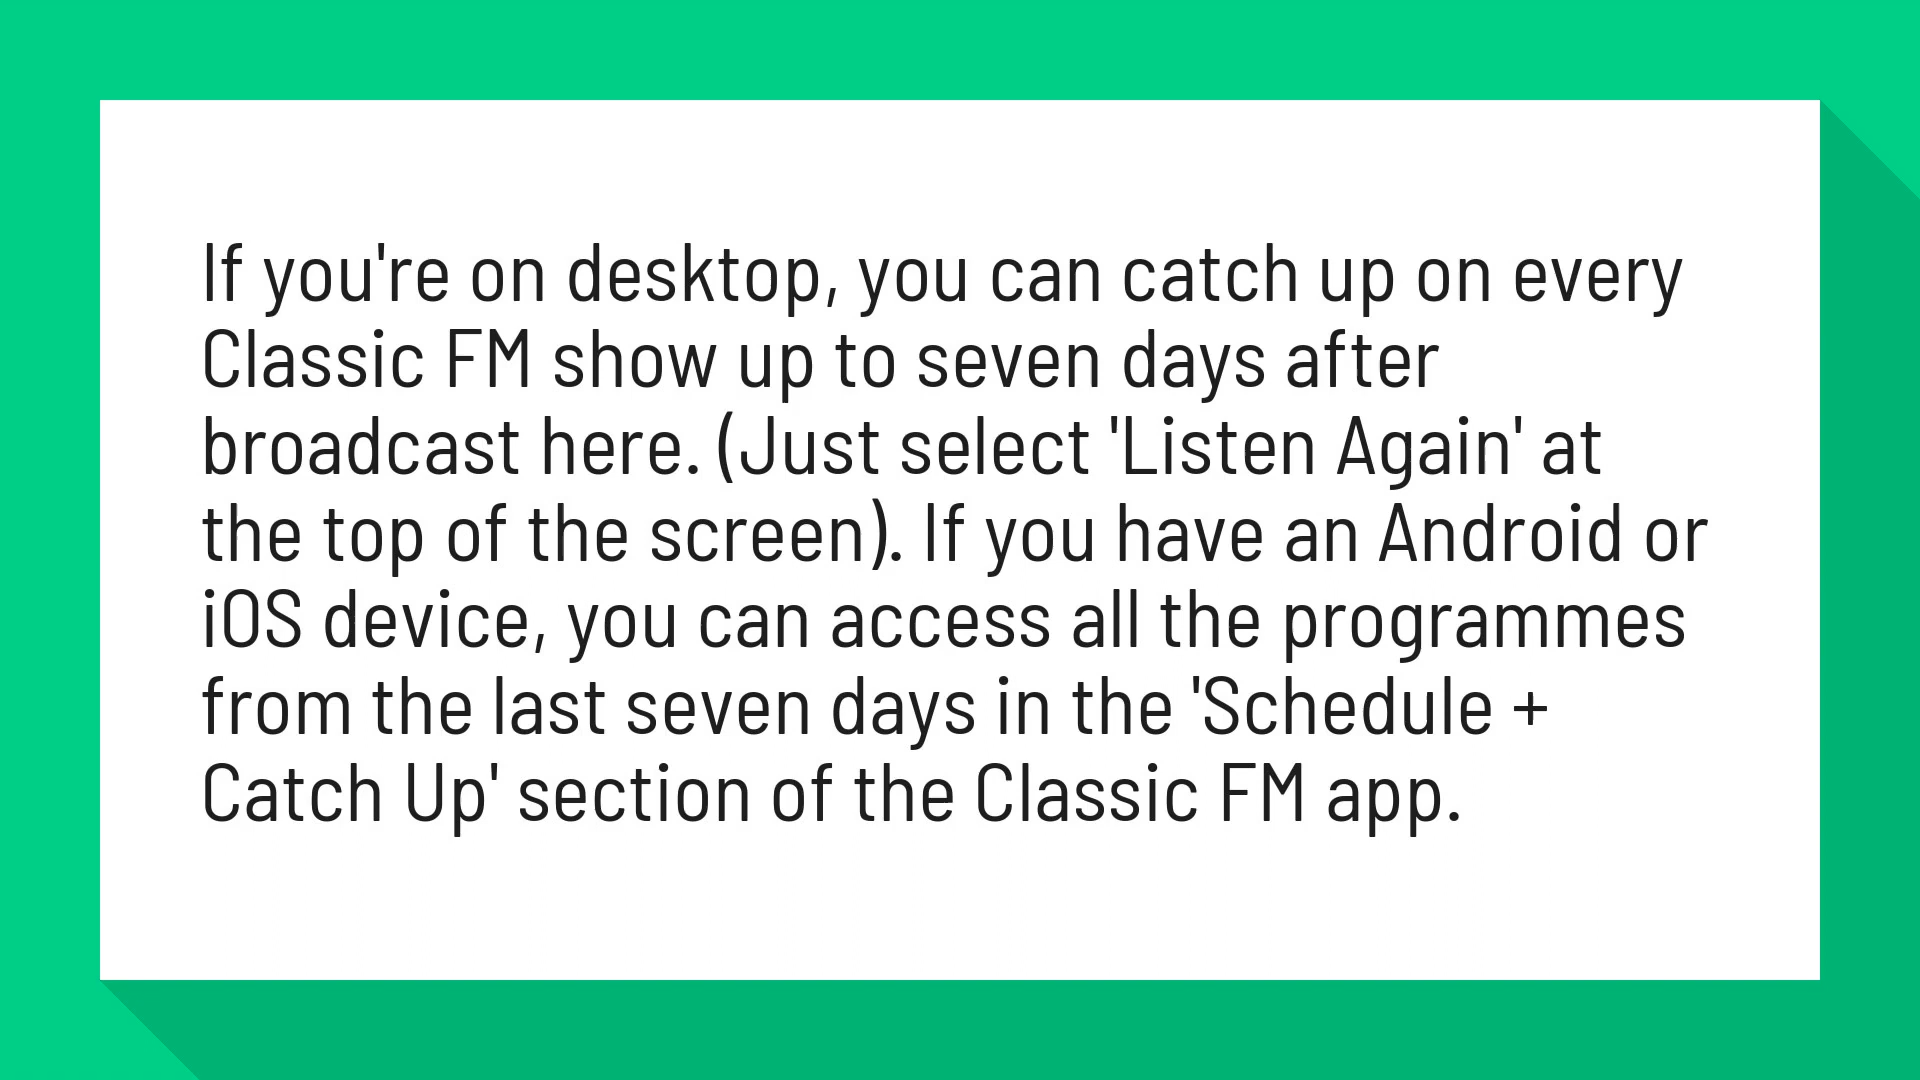 If you're on desktop, you can catch up on every
Classic FM show up to seven days after
broadcast here. (Just select 'Listen Again' at
the top of the screen). If you have an Android or
iOS device, you can access all the programmes
from the last seven days in the 'Schedule +
Catch Up' section of the Classic FM app.